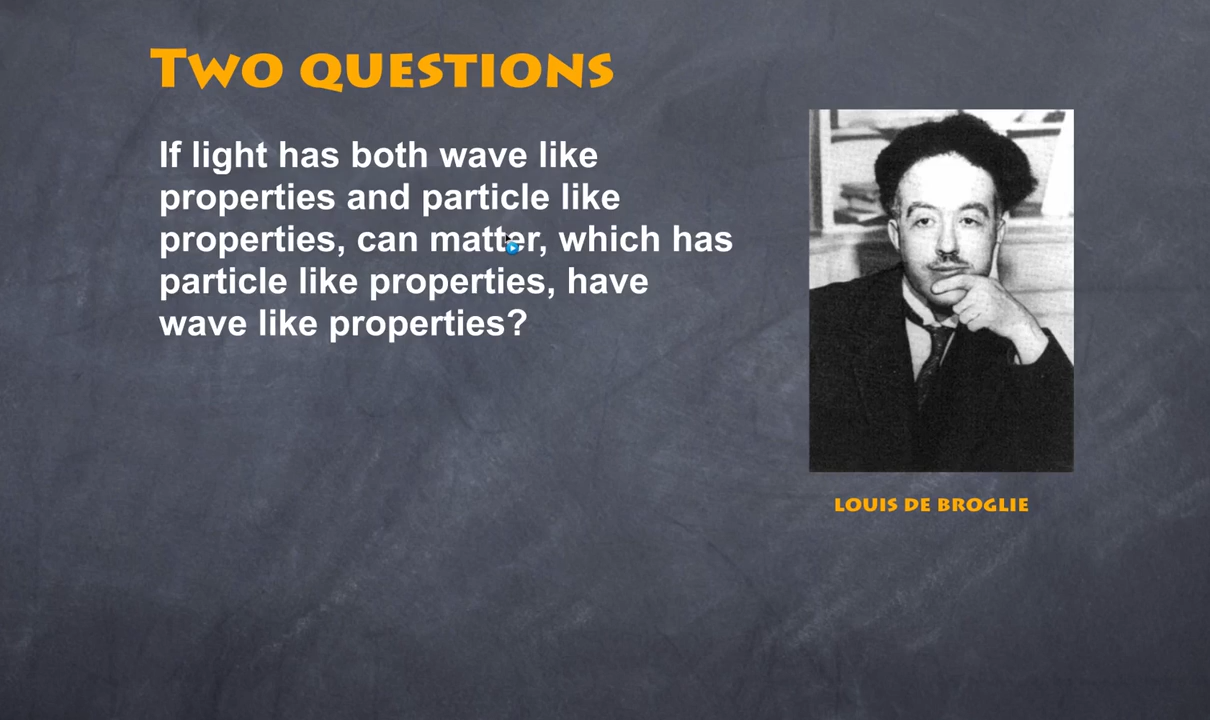 Two questions
If light has both wave like
properties and particle like
properties, can matter, which has
particle like properties, have
wave like properties?
Louis de Broglie